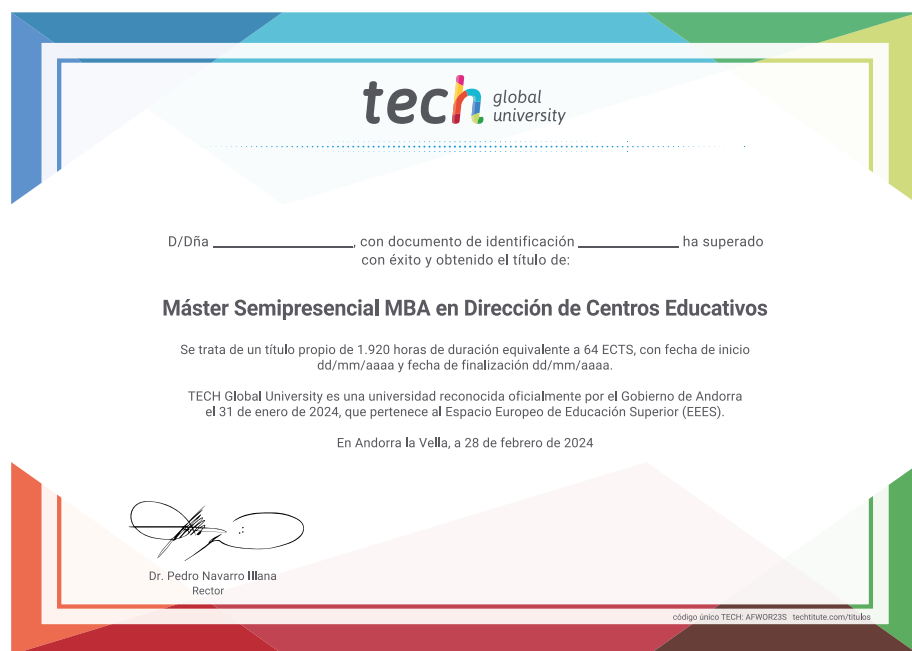 tech global university
D/Dña ____________________, con documento de identificación ______________ ha superado
con éxito y obtenido el título de:
Máster Semipresencial MBA en Dirección de Centros Educativos
Se trata de un título propio de 1.920 horas de duración equivalente a 64 ECTS, con fecha de inicio
dd/mm/aaaa y fecha de finalización dd/mm/aaaa.
TECH Global University es una universidad reconocida oficialmente por el Gobierno de Andorra
el 31 de enero de 2024, que pertenece al Espacio Europeo de Educación Superior (EEES).
En Andorra la Vella, a 28 de febrero de 2024
Dr. Pedro Navarro Illana
Rector
código único TECH: AFWOR23S techtitute.com/titulos